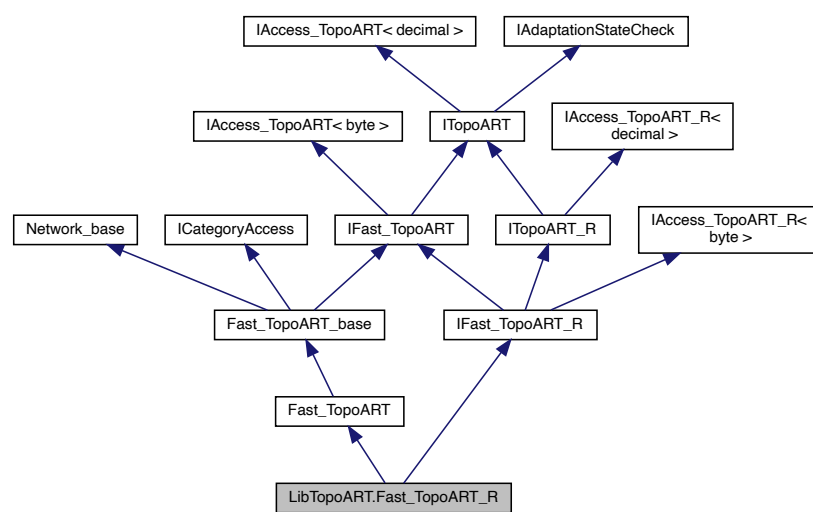 IAccess_TopoART< decimal >
IAdaptationStateCheck
IAccess_TopoART< byte >
ITopoART
IAccess_TopoART_R<
decimal >
Network_base
ICategoryAccess
IFast_TopoART
ITopoART_R
IAccess_TopoART_R<
byte >
Fast_TopoART_base
IFast_TopoART_R
Fast_TopoART
LibTopoART.Fast_TopoART_R